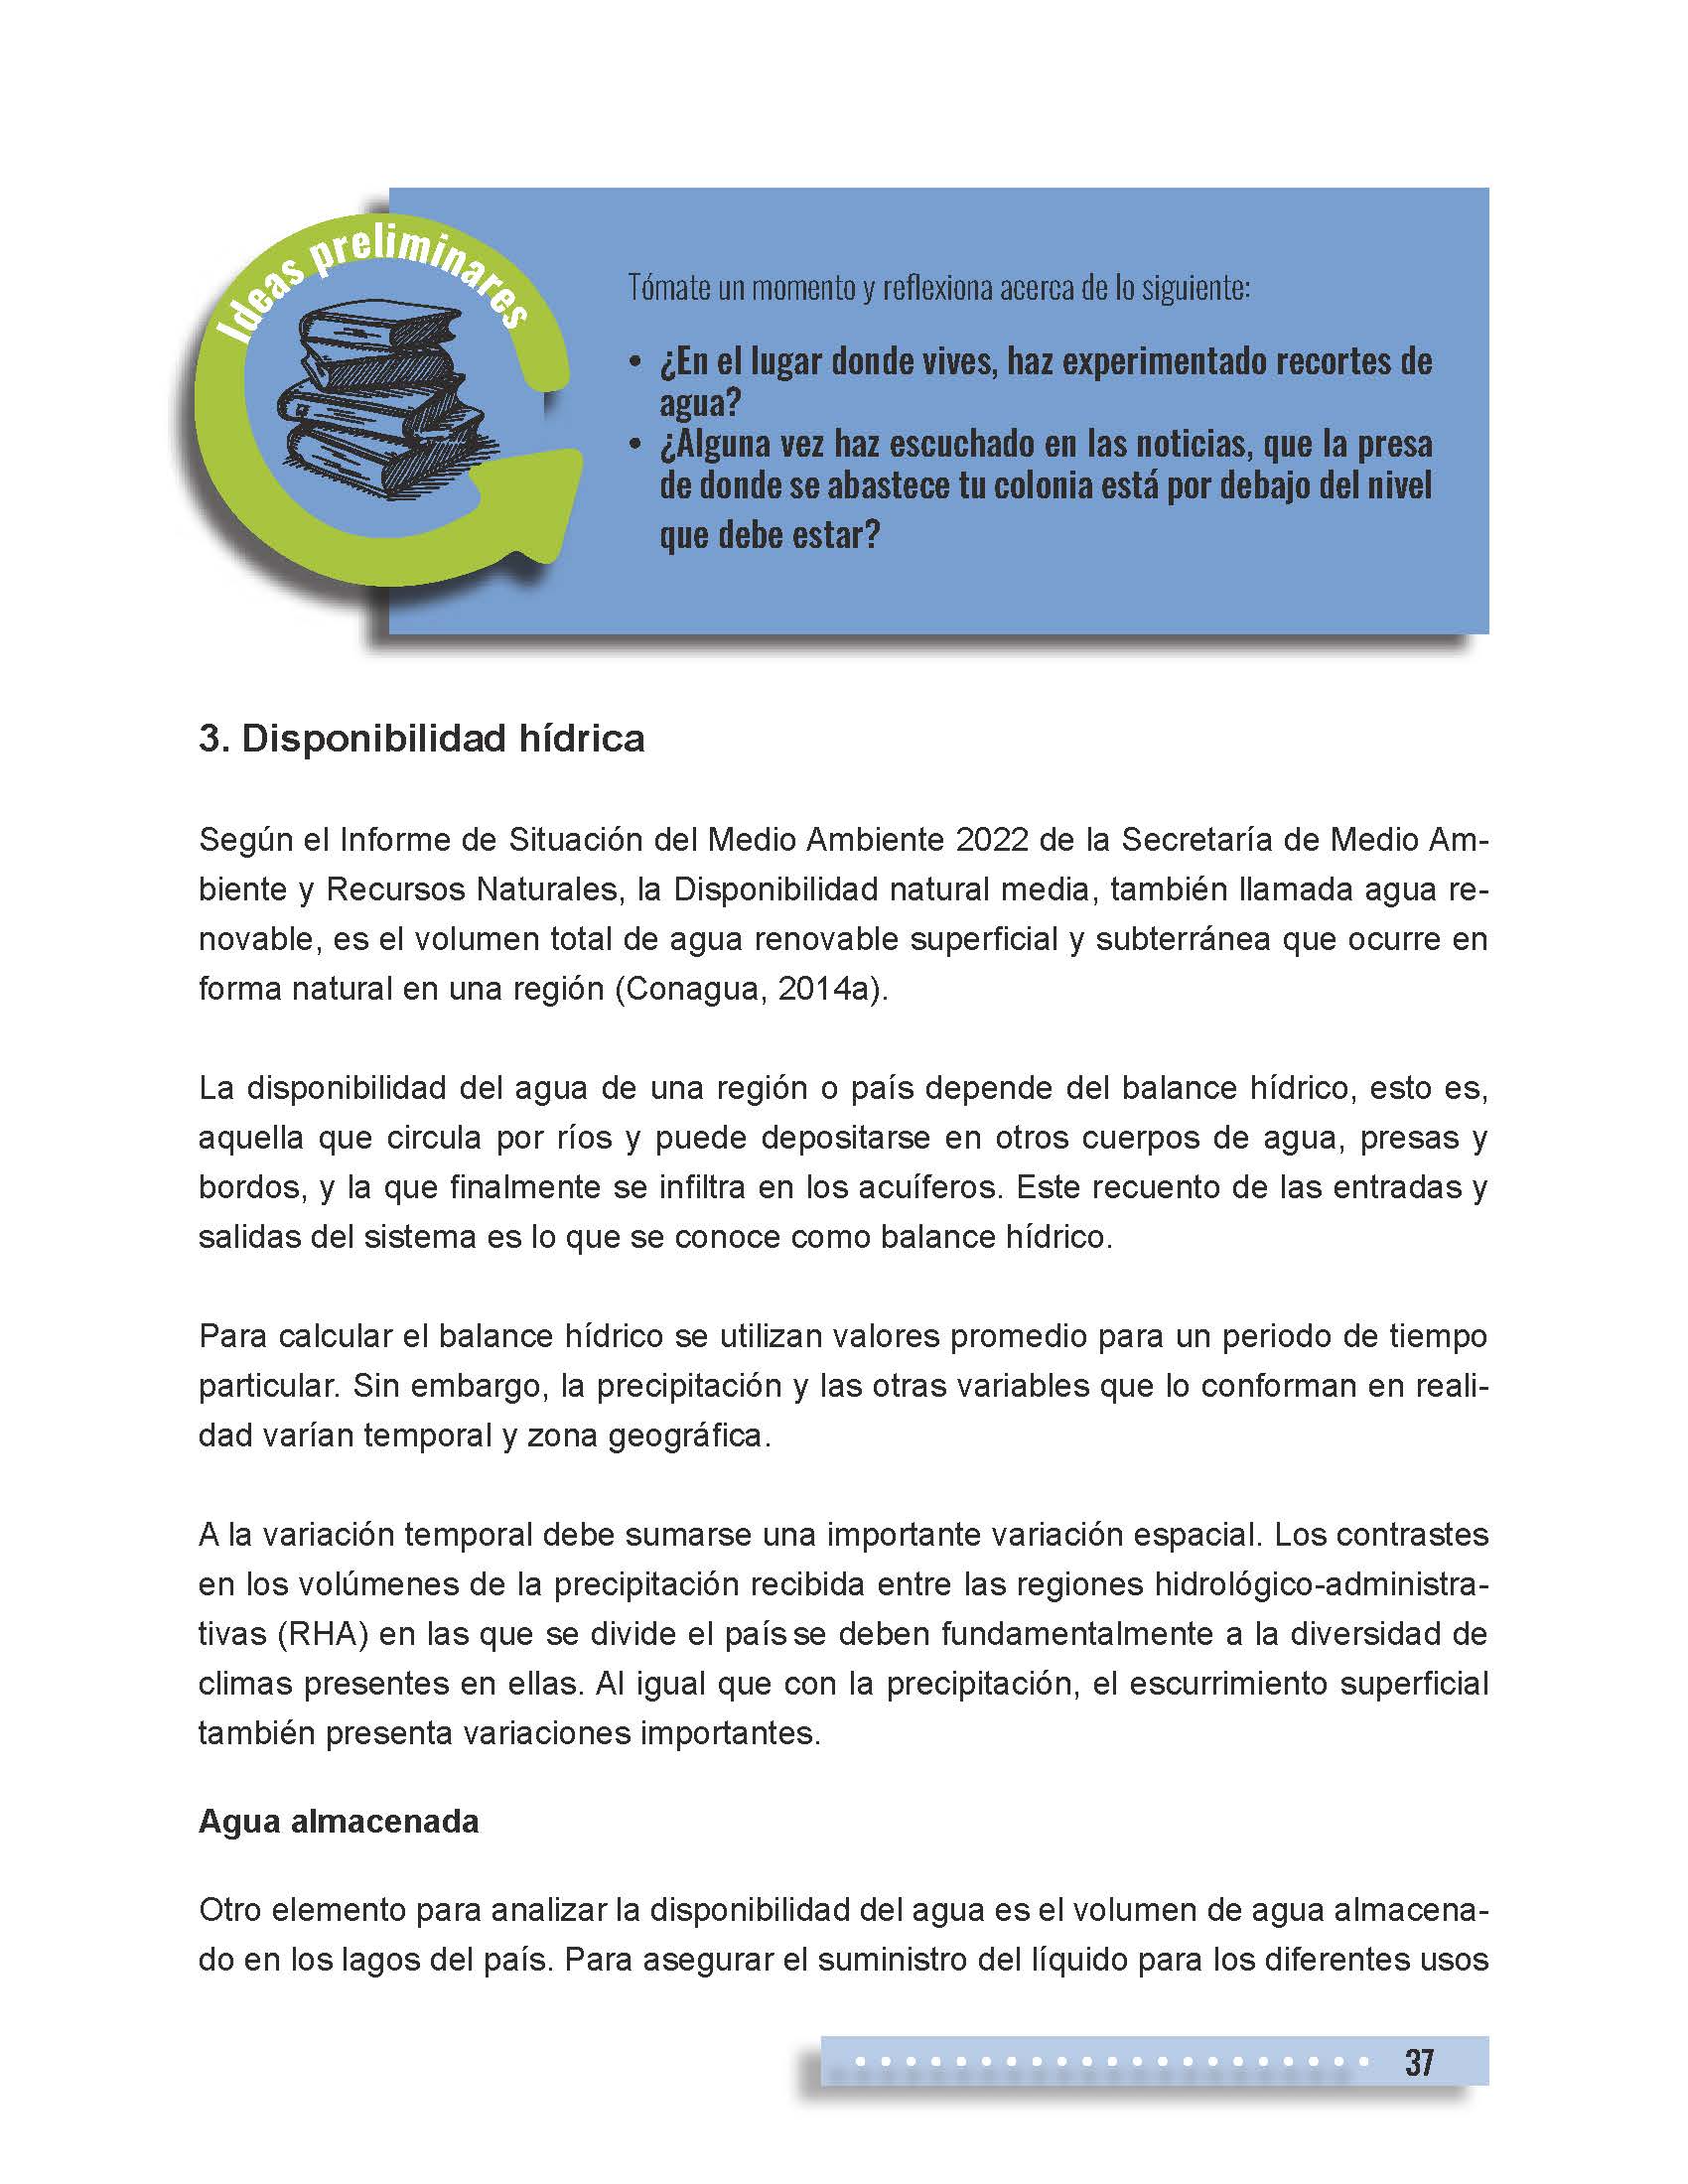 Ideas preliminares
Tómate un momento y reflexiona acerca de lo siguiente:
• ¿En el lugar donde vives, haz experimentado recortes de
agua?
• ¿Alguna vez haz escuchado en las noticias, que la presa
de donde se abastece tu colonia está por debajo del nivel
que debe estar?
3. Disponibilidad hídrica
Según el Informe de Situación del Medio Ambiente 2022 de la Secretaría de Medio Am-
biente y Recursos Naturales, la Disponibilidad natural media, también llamada agua re-
novable, es el volumen total de agua renovable superficial y subterránea que ocurre en
forma natural en una región (Conagua, 2014a).
La disponibilidad del agua de una región o país depende del balance hídrico, esto es,
aquella que circula por ríos y puede depositarse en otros cuerpos de agua, presas y
bordos, y la que finalmente se infiltra en los acuíferos. Este recuento de las entradas y
salidas del sistema es lo que se conoce como balance hídrico.
Para calcular el balance hídrico se utilizan valores promedio para un periodo de tiempo
particular. Sin embargo, la precipitación y las otras variables que lo conforman en reali-
dad varían temporal y zona geográfica.
A la variación temporal debe sumarse una importante variación espacial. Los contrastes
en los volúmenes de la precipitación recibida entre las regiones hidrológico-administra-
tivas (RHA) en las que se divide el país se deben fundamentalmente a la diversidad de
climas presentes en ellas. Al igual que con la precipitación, el escurrimiento superficial
también presenta variaciones importantes.
Agua almacenada
Otro elemento para analizar la disponibilidad del agua es el volumen de agua almacena-
do en los lagos del país. Para asegurar el suministro del líquido para los diferentes usos
37